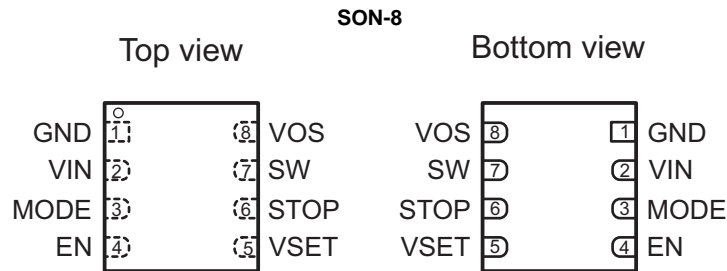 SON-8
Top view Bottom view
GND 1 8 VOS VOS 8 1 GND
VIN 2 7 SW SW 7 2 VIN
MODE 3 6 STOP STOP 6 3 MODE
EN 4 5 VSET VSET 5 4 EN